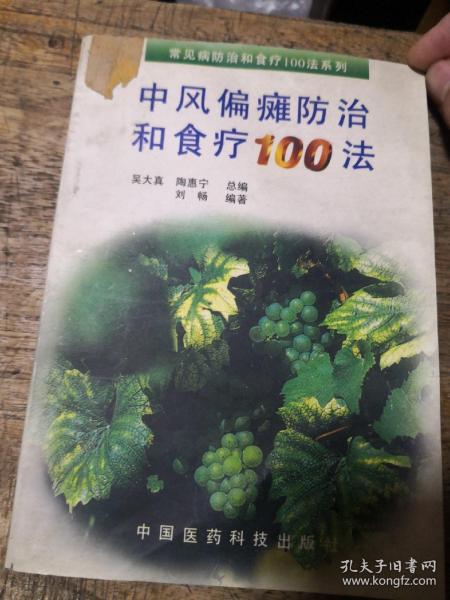 常见病防治和食疗100法系列
中风偏瘫防治
和食疗100法
吴大真 陶惠宁 总编
刘畅 编著
中国医药科技出版社
孔夫子旧书网
www.kongfz.com